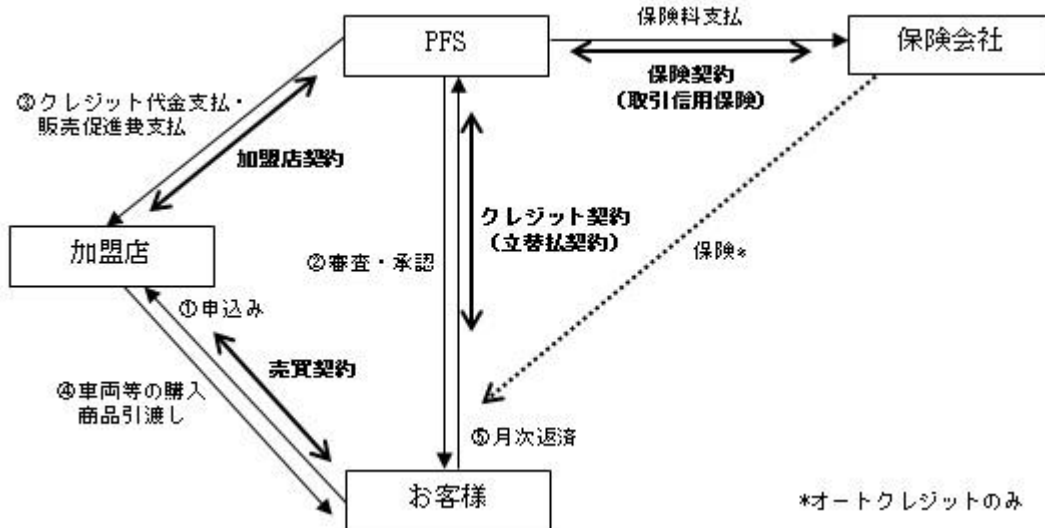 保険料支払
PFS
保険会社
保険契約
(取引信用保険)
③クレジット代金支払・
販売促進費支払
加盟店契約
クレジット契約
(立替払契約)
加盟店
②審査・承認
保険*
①申込み
売買契約
④車両等の購入
商品引渡し
⑤月次返済
お客様
*オートクレジットのみ